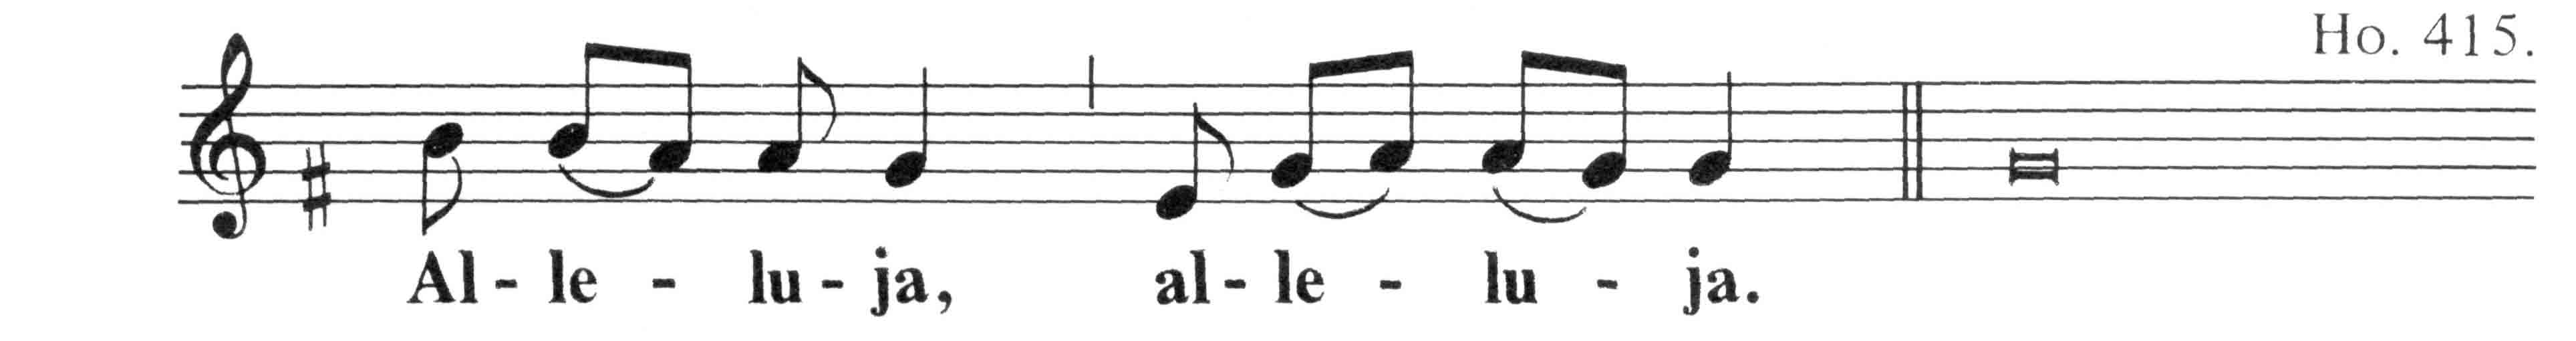 Ho. 415.
Al - le - lu - ja, al - le - lu - ja.